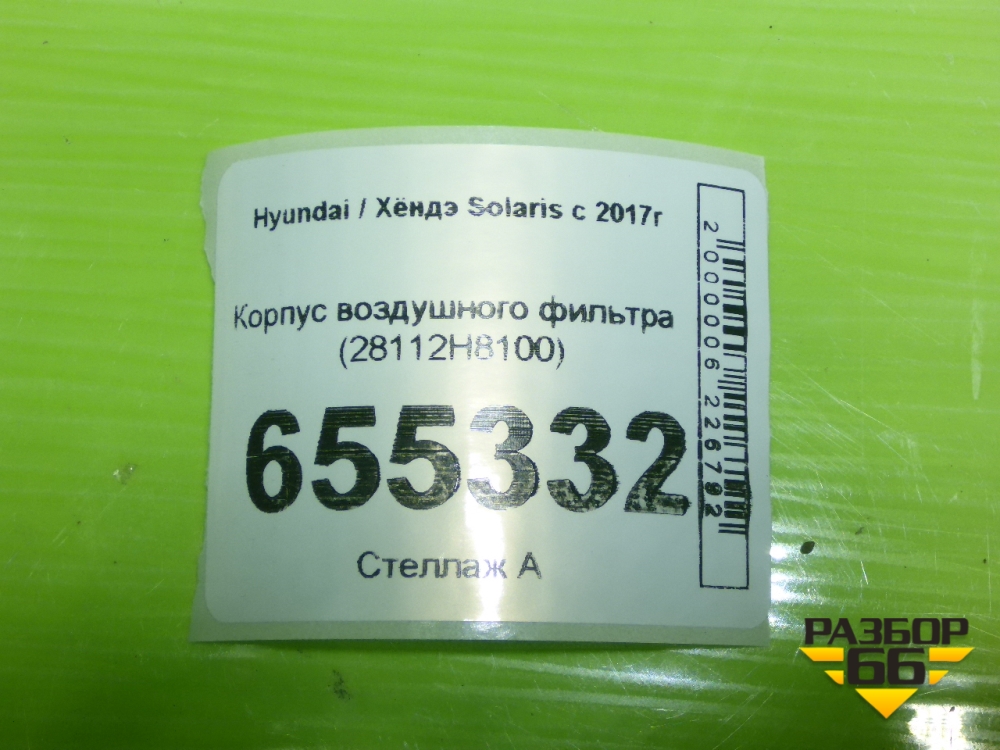 Hyundai / Хёндэ Solaris с 2017г
Корпус воздушного фильтра
(28112H8100)
655332
Стеллаж А
2000006226792
РАЗБОР
66